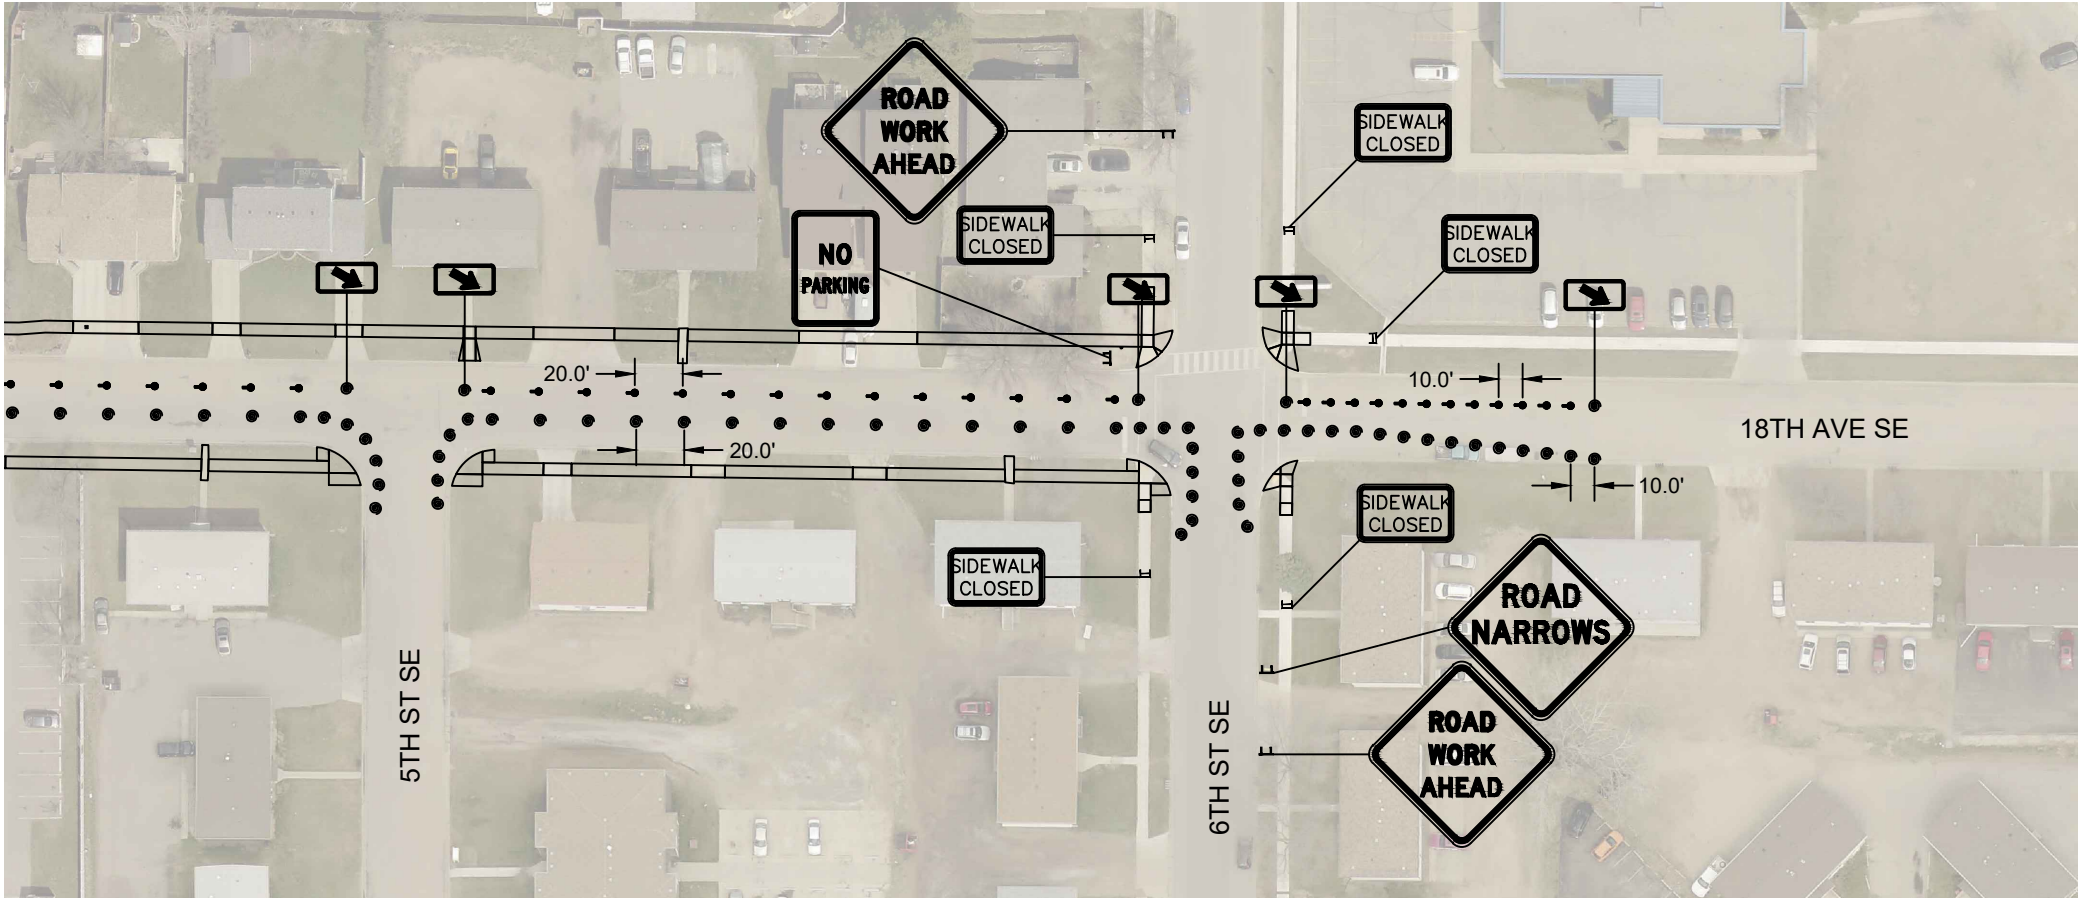 ROAD
WORK
AHEAD
SIDEWALK
CLOSED
SIDEWALK
CLOSED
NO
PARKING
SIDEWALK
CLOSED
20.0'
10.0'
18TH AVE SE
20.0'
10.0'
SIDEWALK
CLOSED
SIDEWALK
CLOSED
ROAD
NARROWS
5TH ST SE
6TH ST SE
ROAD
WORK
AHEAD